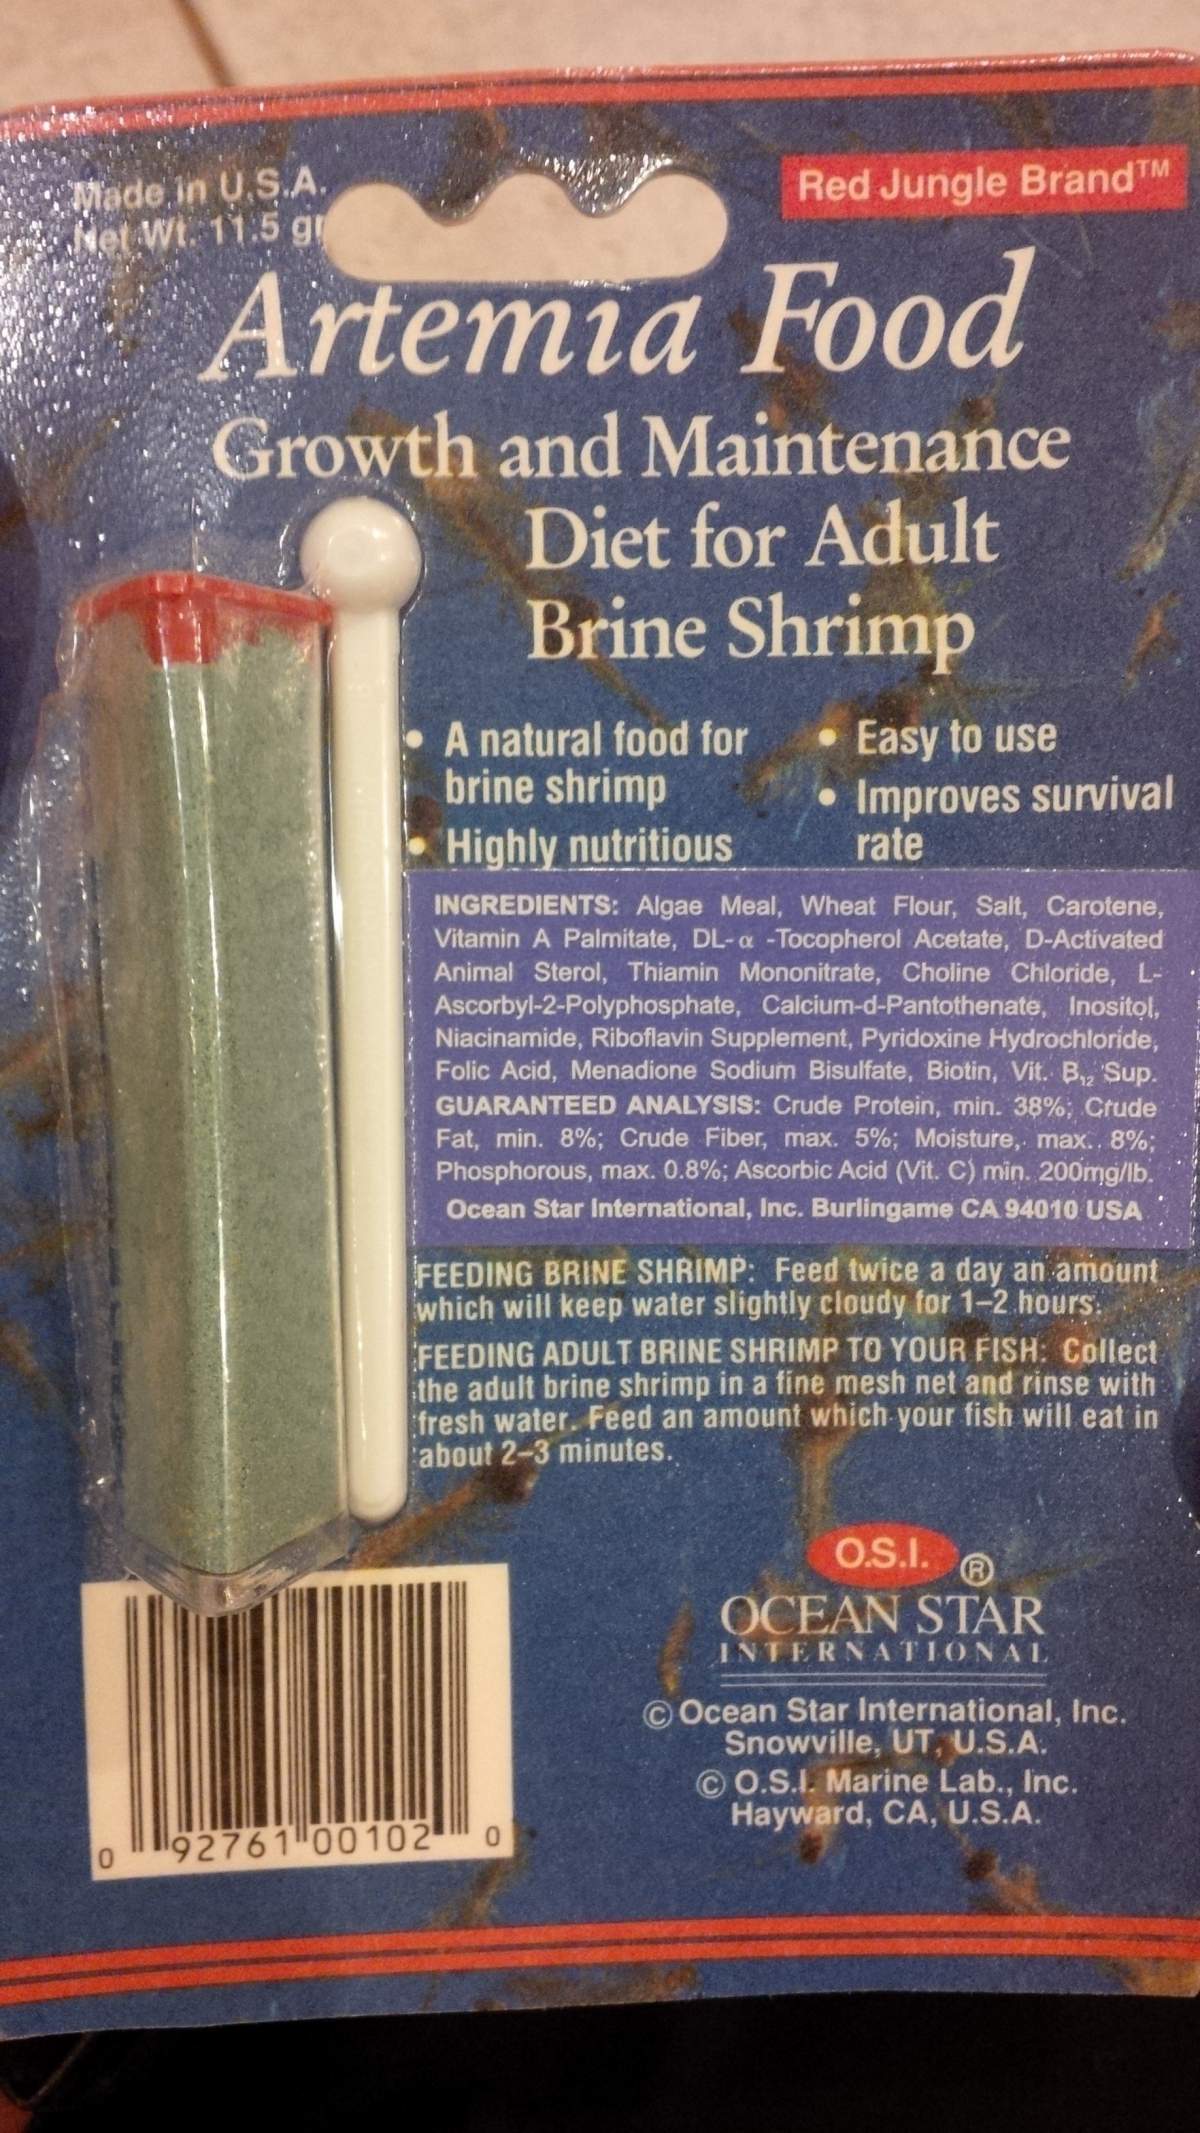 Made in U.S.A.
Net Wt. 11.5 gr
Red Jungle Brand™
Artemia Food
Growth and Maintenance
Diet for Adult
Brine Shrimp
• A natural food for
brine shrimp
• Highly nutritious
• Easy to use
• Improves survival
rate
INGREDIENTS: Algae Meal, Wheat Flour, Salt, Carotene,
Vitamin A Palmitate, DL-α -Tocopherol Acetate, D-Activated
Animal Sterol, Thiamin Mononitrate, Choline Chloride, L-
Ascorbyl-2-Polyphosphate, Calcium-d-Pantothenate, Inositol,
Niacinamide, Riboflavin Supplement, Pyridoxine Hydrochloride,
Folic Acid, Menadione Sodium Bisulfate, Biotin, Vit. B₁₂ Sup.
GUARANTEED ANALYSIS: Crude Protein, min. 38%; Crude
Fat, min. 8%; Crude Fiber, max. 5%; Moisture, max. 8%;
Phosphorous, max. 0.8%; Ascorbic Acid (Vit. C) min. 200mg/lb.
Ocean Star International, Inc. Burlingame CA 94010 USA
FEEDING BRINE SHRIMP: Feed twice a day an amount
which will keep water slightly cloudy for 1–2 hours.
FEEDING ADULT BRINE SHRIMP TO YOUR FISH: Collect
the adult brine shrimp in a fine mesh net and rinse with
fresh water. Feed an amount which your fish will eat in
about 2–3 minutes.
O.S.I. ®
OCEAN STAR
INTERNATIONAL
© Ocean Star International, Inc.
Snowville, UT, U.S.A.
© O.S.I. Marine Lab., Inc.
Hayward, CA, U.S.A.
0 92761 00102 0